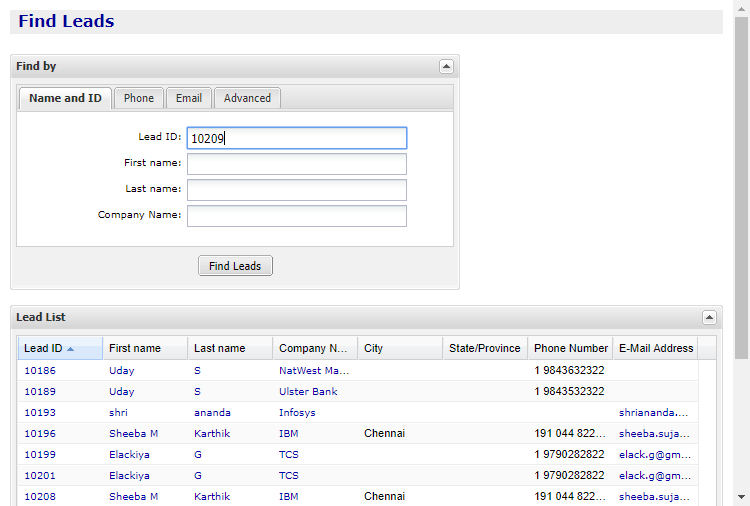 Find Leads
Find by
Name and ID Phone Email Advanced
Lead ID: 10209
First name:
Last name:
Company Name:
Find Leads
Lead List
Lead ID First name Last name Company N... City State/Province Phone Number E-Mail Address
10186 Uday S NatWest Ma... 1 9843632322
10189 Uday S Ulster Bank 1 9843532322
10193 shri ananda Infosys shriananda....
10196 Sheeba M Karthik IBM Chennai 191 044 822... sheeba.suja...
10199 Elackiya G TCS 1 9790282822 elack.g@gm...
10201 Elackiya G TCS 1 9790282822 elack.g@gm...
10208 Sheeba M Karthik IBM Chennai 191 044 822... sheeba.suja...